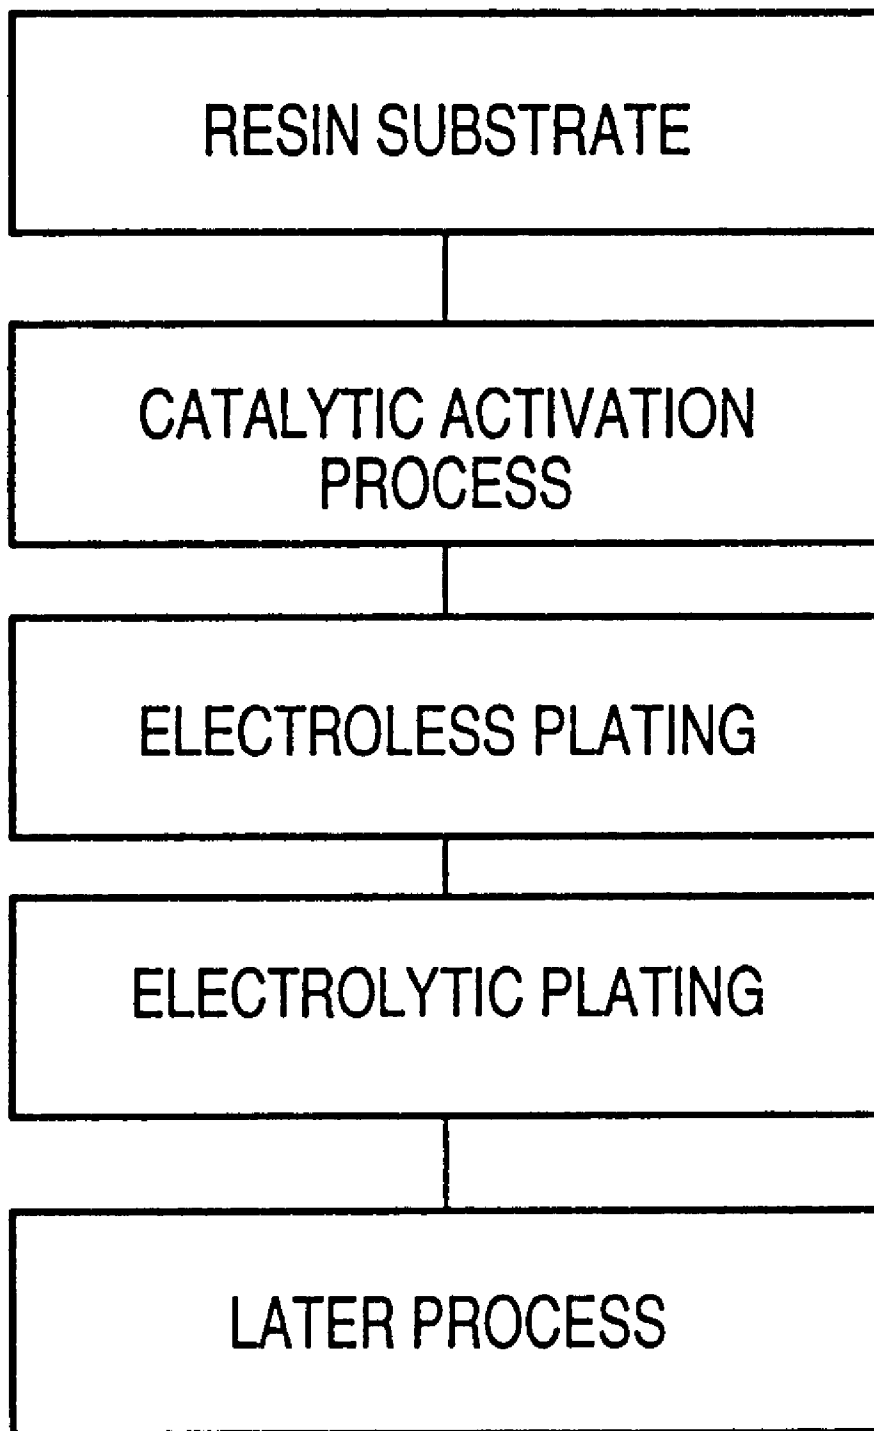 RESIN SUBSTRATE
CATALYTIC ACTIVATION
PROCESS
ELECTROLESS PLATING
ELECTROLYTIC PLATING
LATER PROCESS